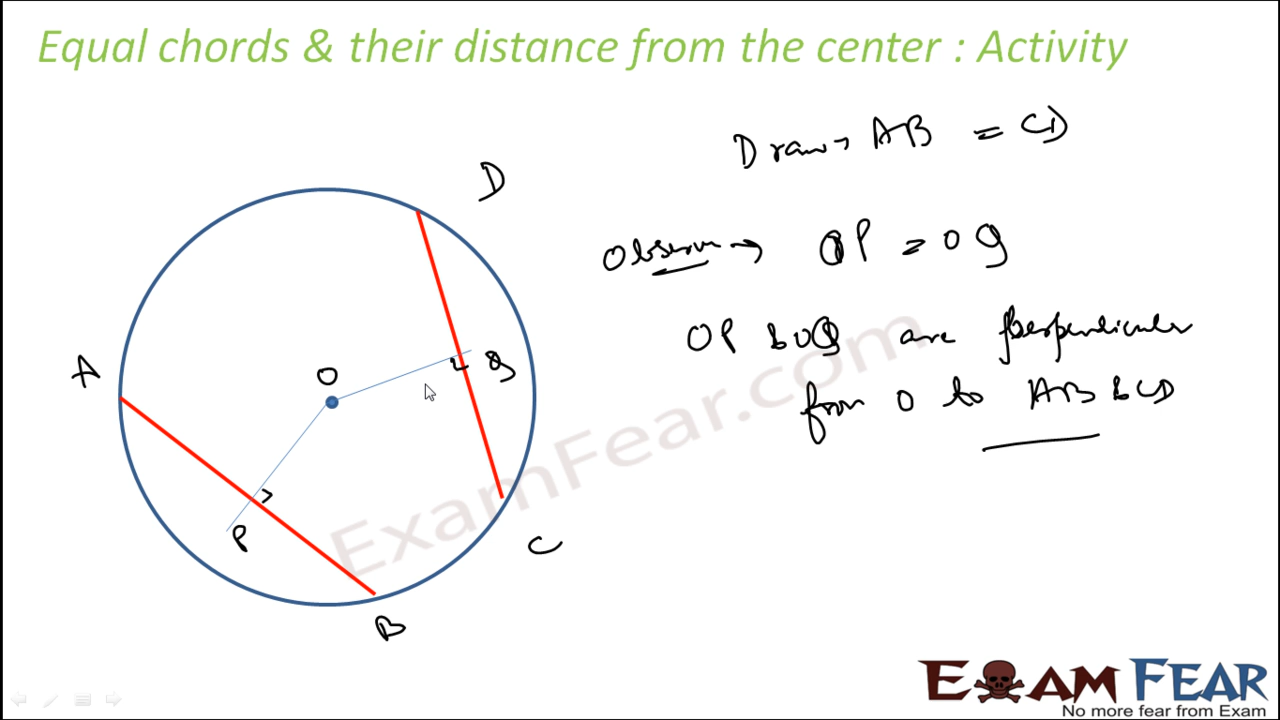 Equal chords & their distance from the center : Activity
Draw → AB = CD
D
Observe → OP = OQ
OP & OQ are perpendicular
from O to AB & CD
A
O
Q
P
C
B
ExamFear.com
EXAM FEAR
No more fear from Exam